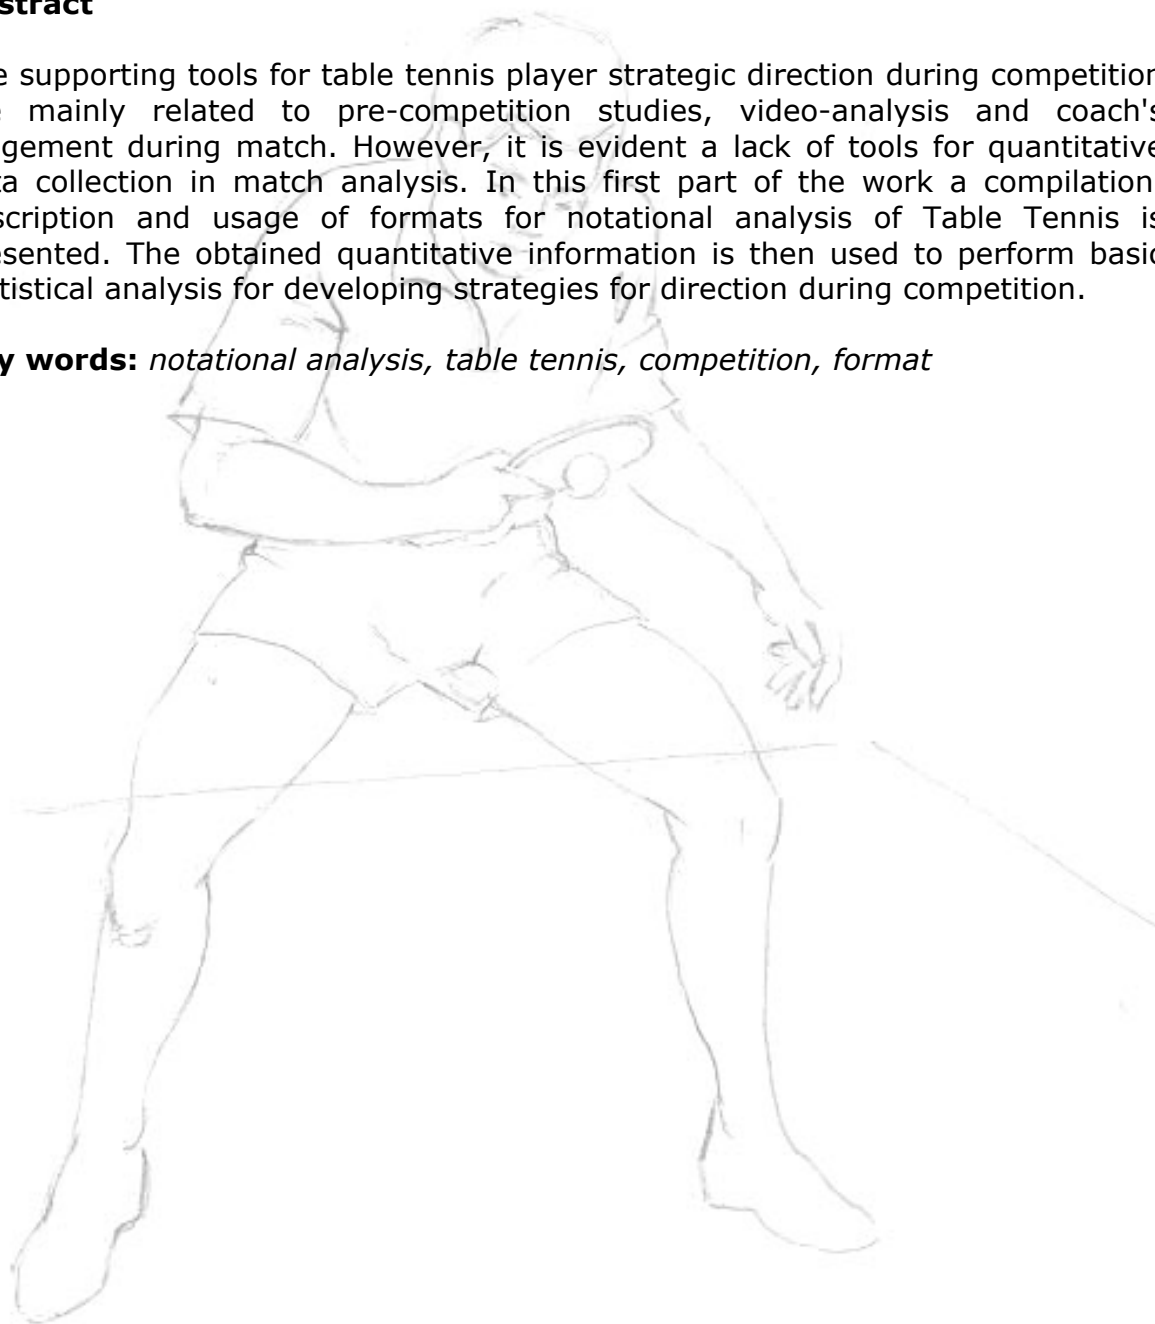 stract
e supporting tools for table tennis player strategic direction during competition
e mainly related to pre-competition studies, video-analysis and coach's
gement during match. However, it is evident a lack of tools for quantitative
ta collection in match analysis. In this first part of the work a compilation
scription and usage of formats for notational analysis of Table Tennis is
esented. The obtained quantitative information is then used to perform basic
tistical analysis for developing strategies for direction during competition.
y words: notational analysis, table tennis, competition, format